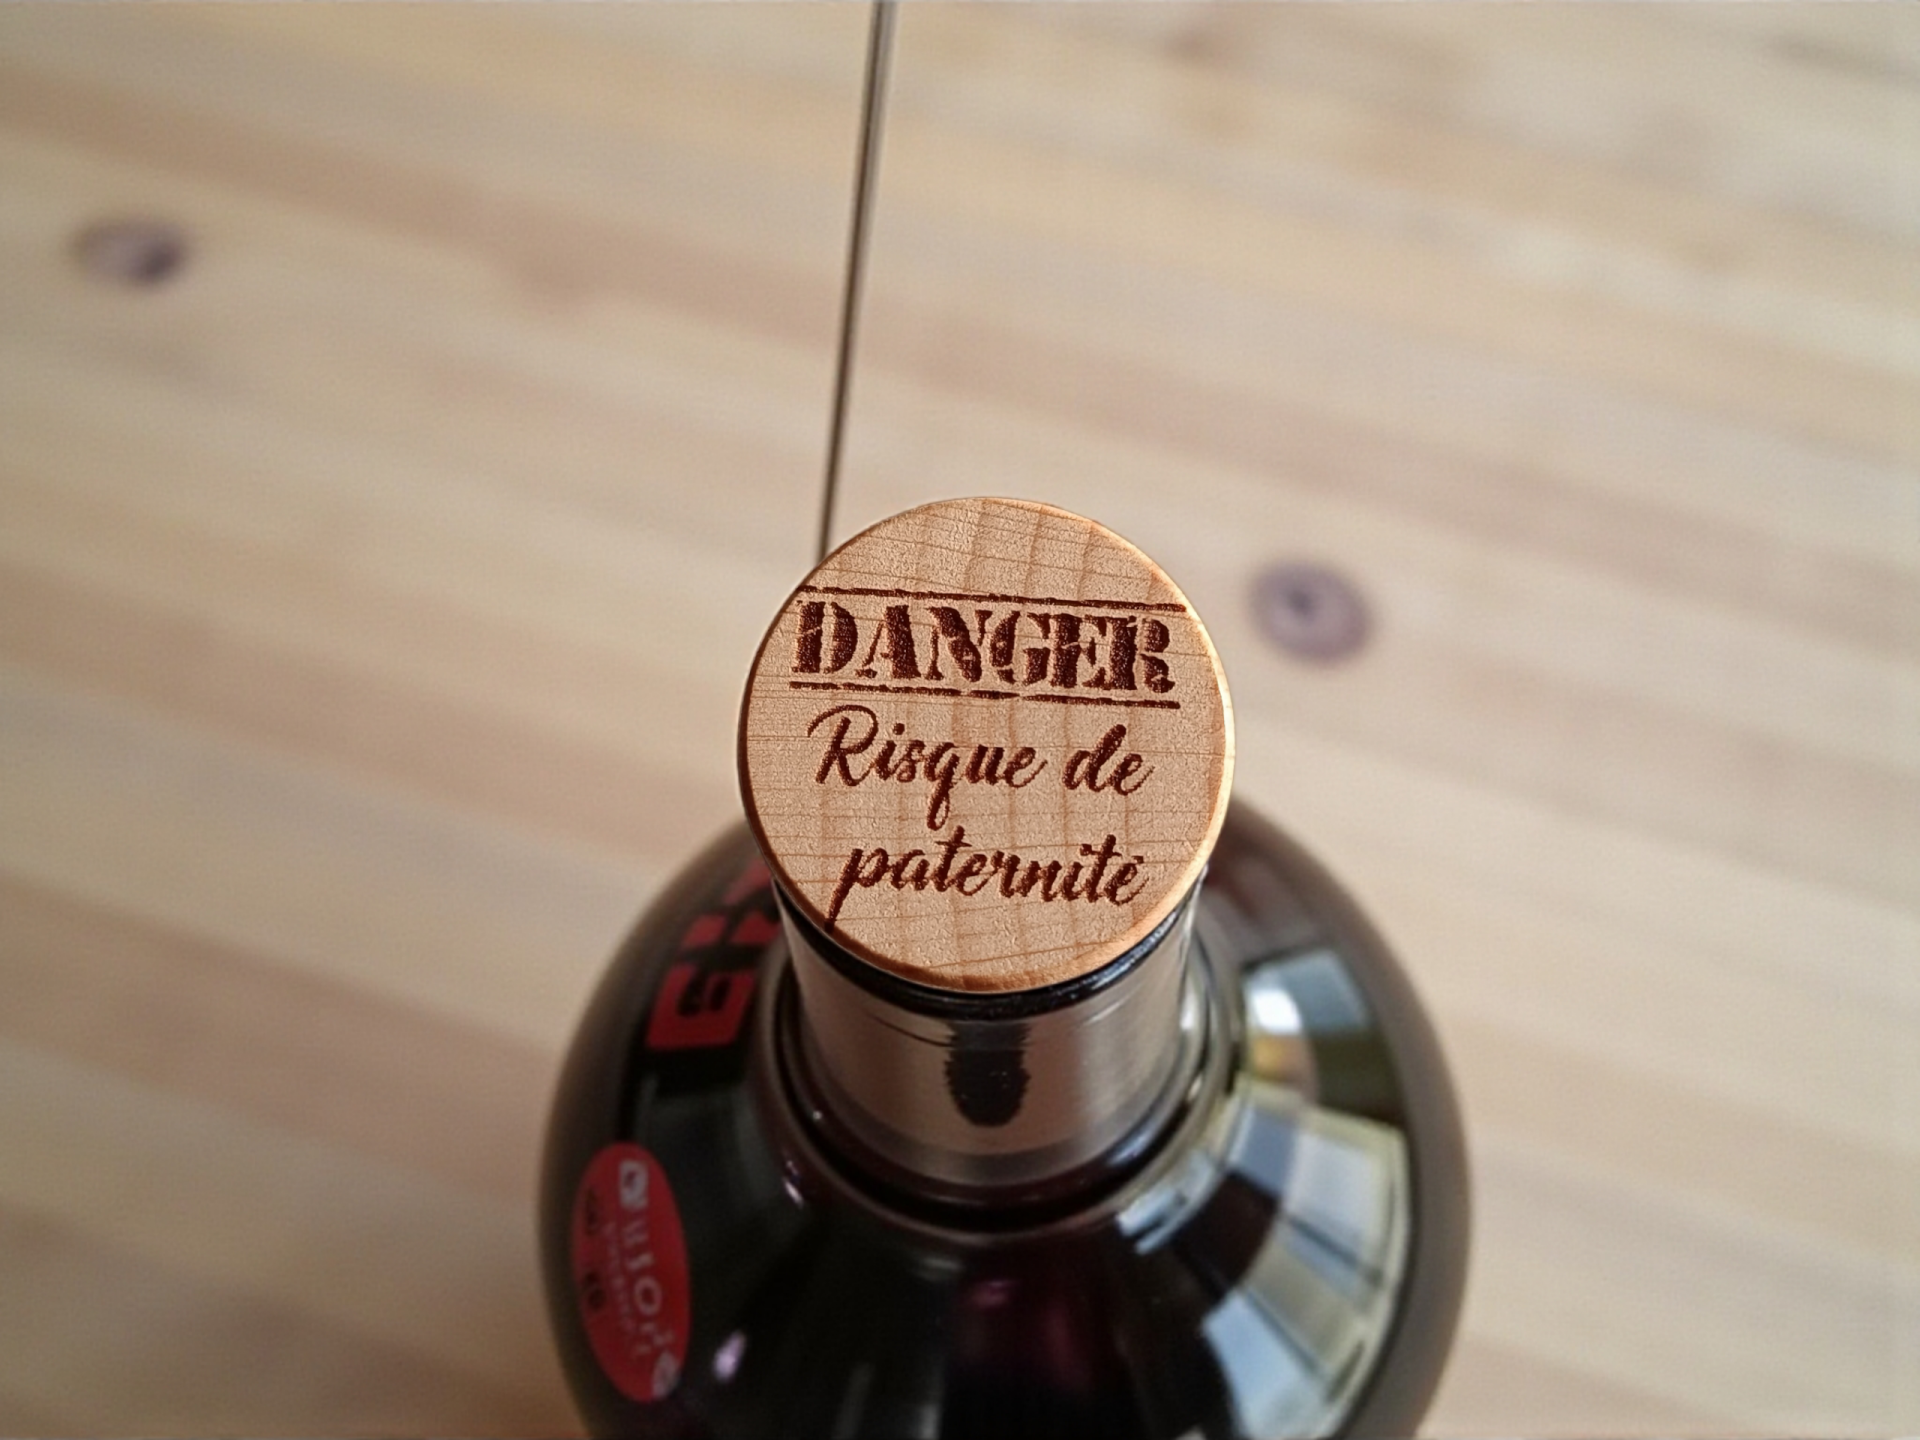 DANGER
Risque de
paternité